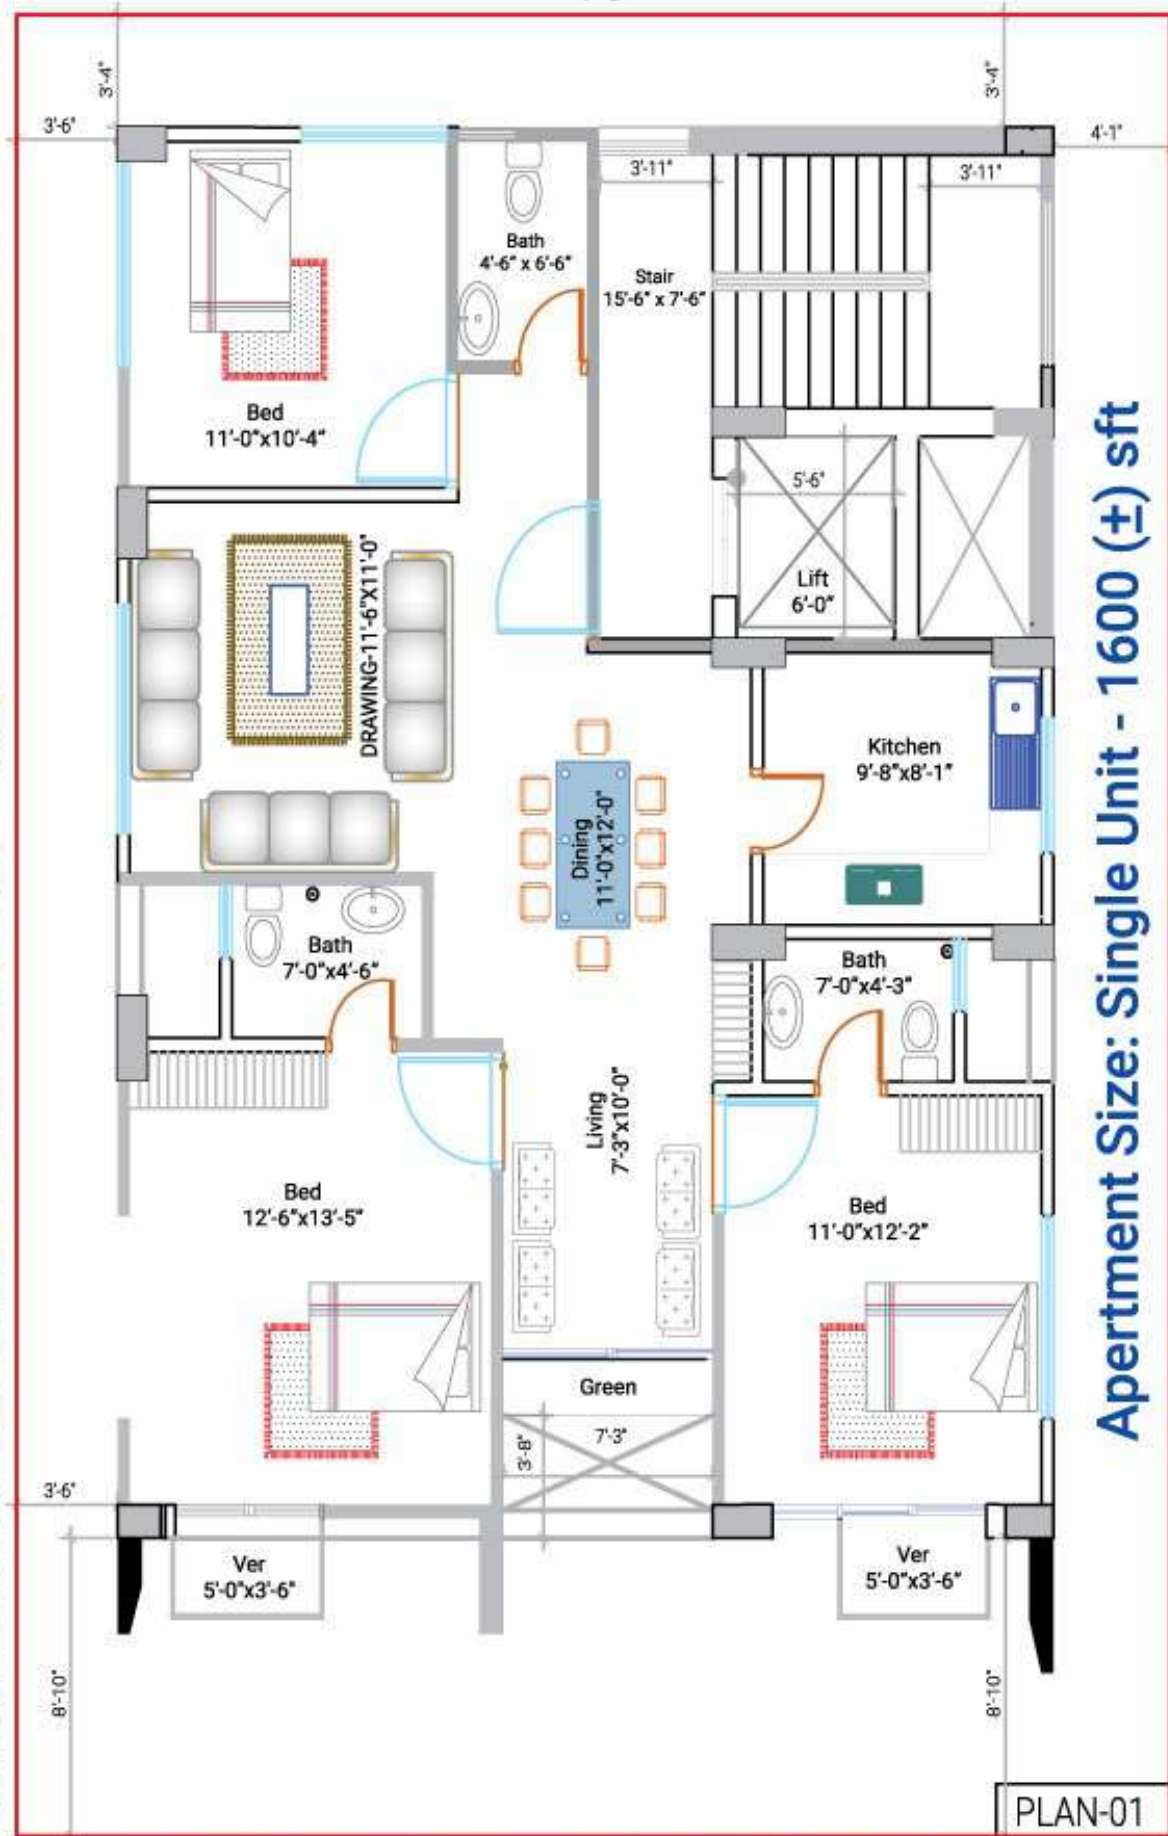 3'-4"
3'-4"
3'-6"
4'-1"
3'-11"
3'-11"
Bath
4'-6" x 6'-6"
Stair
15'-6" x 7'-6"
Bed
11'-0"x10'-4"
5'-6"
Lift
6'-0"
DRAWING-11'-6"X11'-0"
Kitchen
9'-8"x8'-1"
Dining
11'-0"x12'-0"
Bath
7'-0"x4'-6"
Bath
7'-0"x4'-3"
Living
7'-3"x10'-0"
Bed
12'-6"x13'-5"
Bed
11'-0"x12'-2"
Green
7'-3"
3'-8"
3'-6"
Ver
5'-0"x3'-6"
Ver
5'-0"x3'-6"
8'-10"
8'-10"
Apertment Size: Single Unit - 1600 (±) sft
PLAN-01